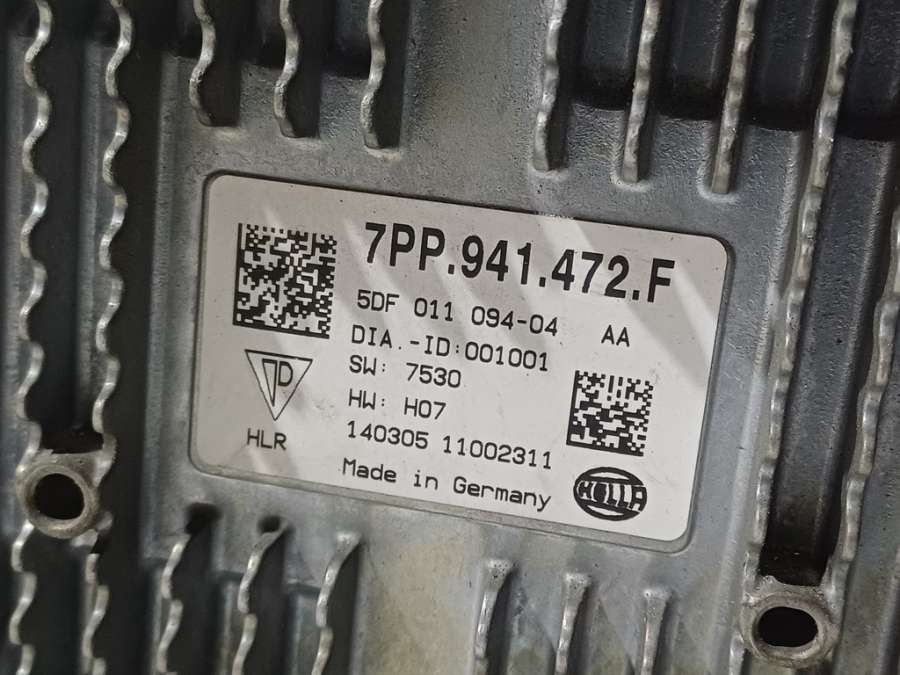 7PP.941.472.F
5DF 011 094-04 AA
DIA.-ID:001001
SW: 7530
HW: H07
HLR
140305 11002311
Made in Germany
HELLA